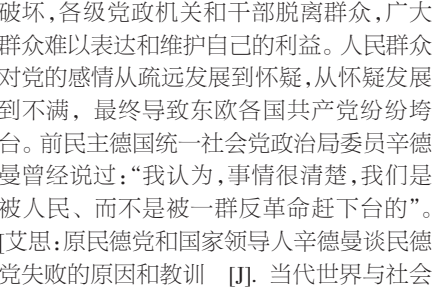 破坏,各级党政机关和干部脱离群众,广大
群众难以表达和维护自己的利益。人民群众
对党的感情从疏远发展到怀疑,从怀疑发展
到不满,最终导致东欧各国共产党纷纷垮
台。前民主德国统一社会党政治局委员辛德
曼曾经说过:“我认为,事情很清楚,我们是
被人民、而不是被一群反革命赶下台的”。
[艾思:原民德党和国家领导人辛德曼谈民德
党失败的原因和教训 [J]. 当代世界与社会